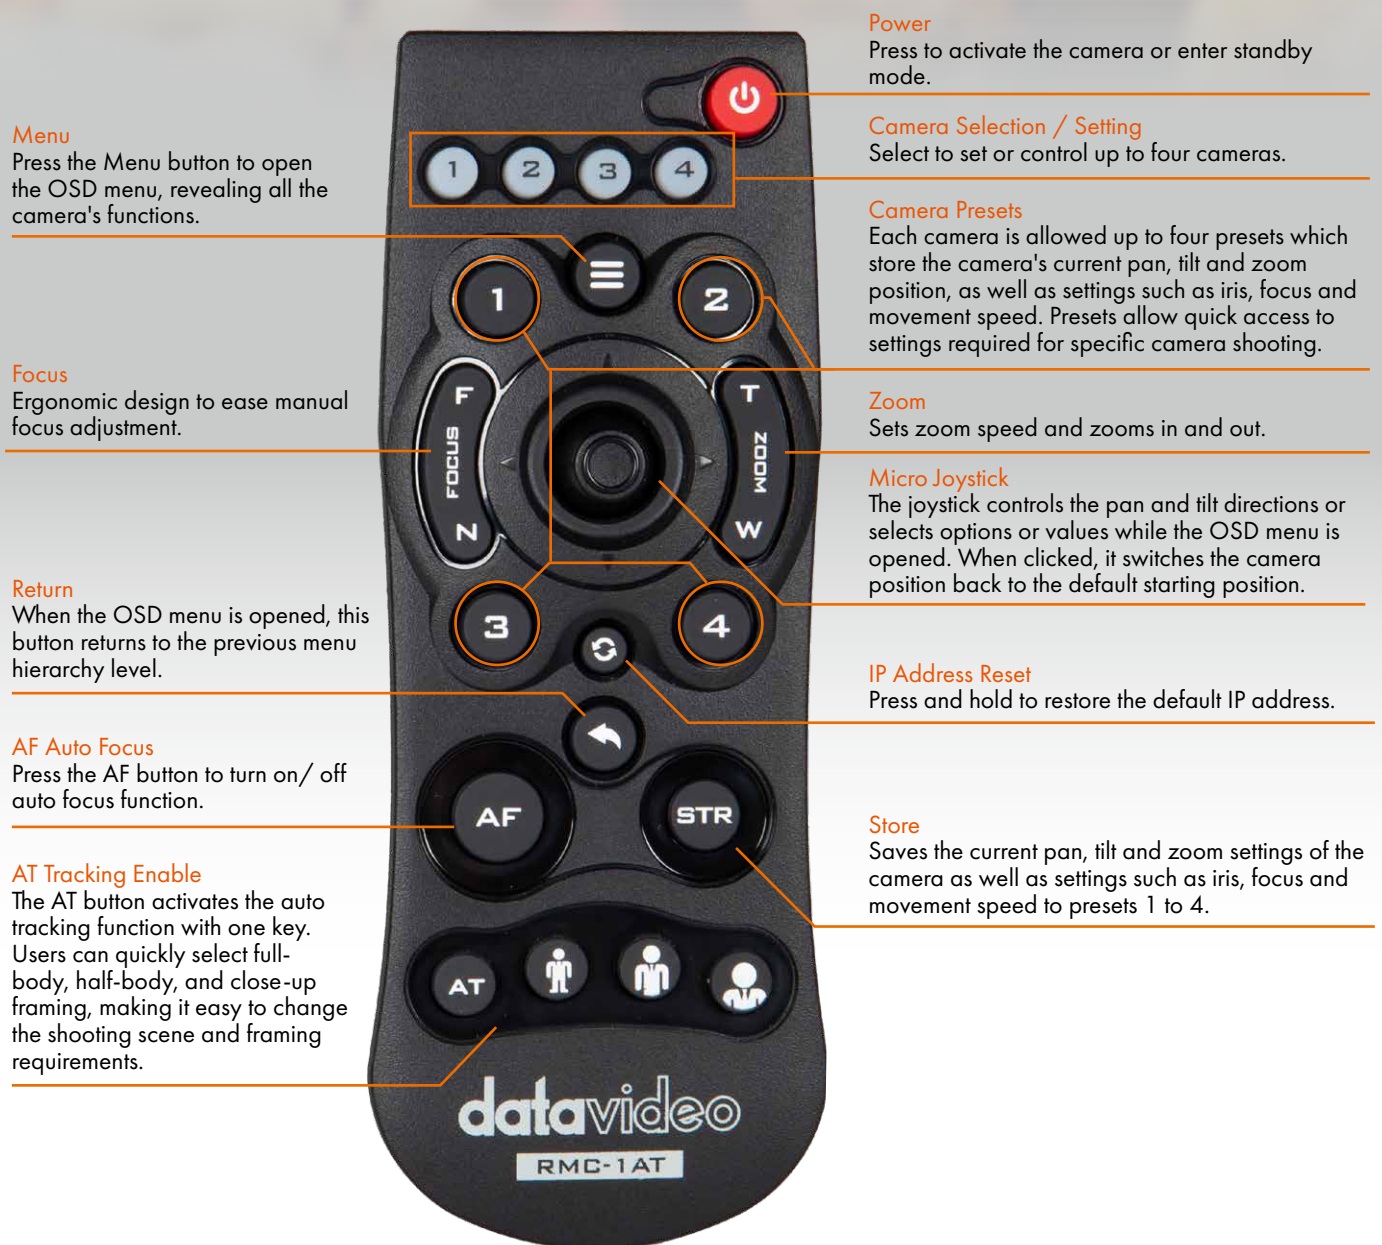 Menu
Press the Menu button to open
the OSD menu, revealing all the
camera's functions.
Focus
Ergonomic design to ease manual
focus adjustment.
Return
When the OSD menu is opened, this
button returns to the previous menu
hierarchy level.
AF Auto Focus
Press the AF button to turn on/ off
auto focus function.
AT Tracking Enable
The AT button activates the auto
tracking function with one key.
Users can quickly select full-
body, half-body, and close-up
framing, making it easy to change
the shooting scene and framing
requirements.
1 2 3 4
1 2
F FOCUS N
T ZOOM W
3 4
AF STR
AT
datavideo
RMC-1AT
Power
Press to activate the camera or enter standby
mode.
Camera Selection / Setting
Select to set or control up to four cameras.
Camera Presets
Each camera is allowed up to four presets which
store the camera's current pan, tilt and zoom
position, as well as settings such as iris, focus and
movement speed. Presets allow quick access to
settings required for specific camera shooting.
Zoom
Sets zoom speed and zooms in and out.
Micro Joystick
The joystick controls the pan and tilt directions or
selects options or values while the OSD menu is
opened. When clicked, it switches the camera
position back to the default starting position.
IP Address Reset
Press and hold to restore the default IP address.
Store
Saves the current pan, tilt and zoom settings of the
camera as well as settings such as iris, focus and
movement speed to presets 1 to 4.